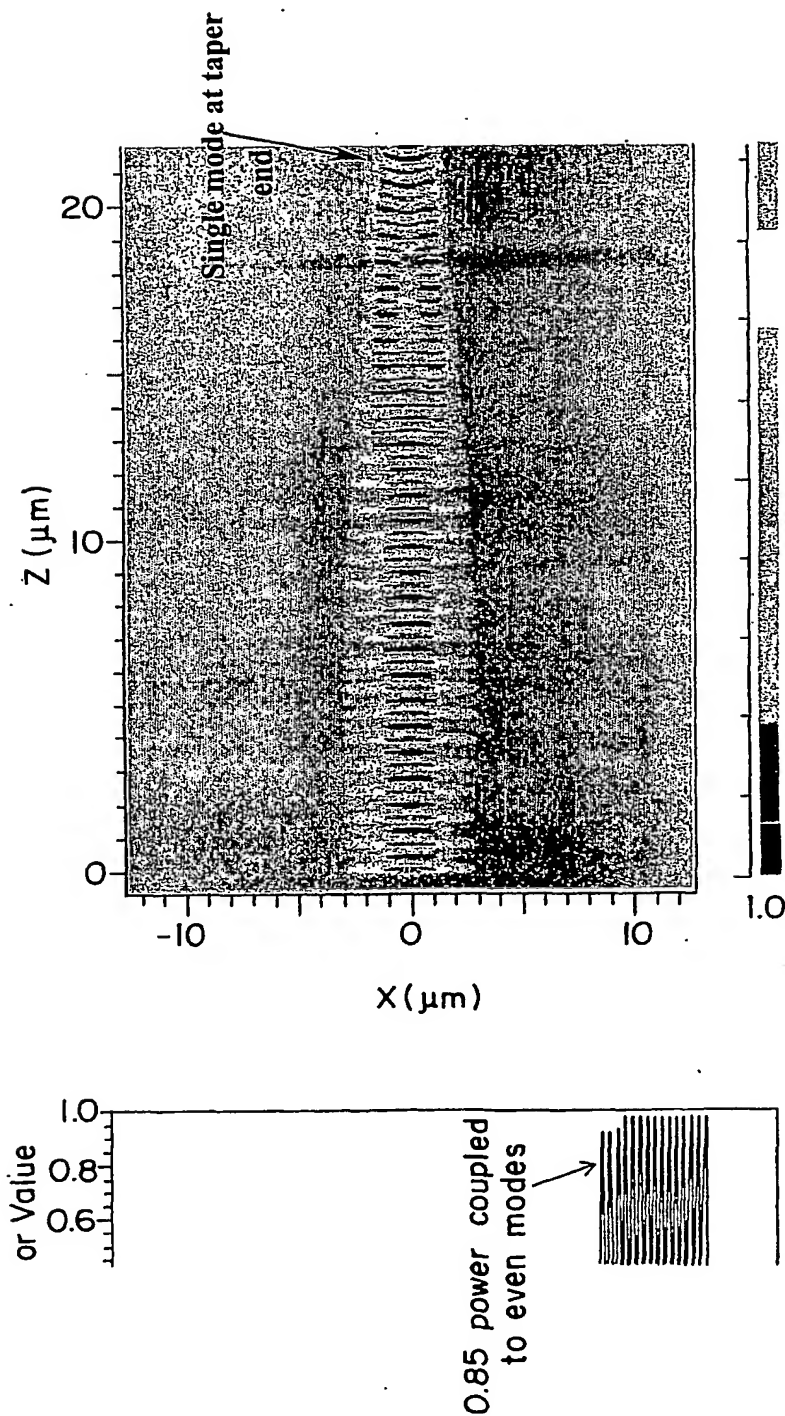 Z (μm)
20
10
0
Single mode at taper
end
-10
0
10
X (μm)
1.0
or Value
1.0
0.8
0.6
0.85 power coupled
to even modes